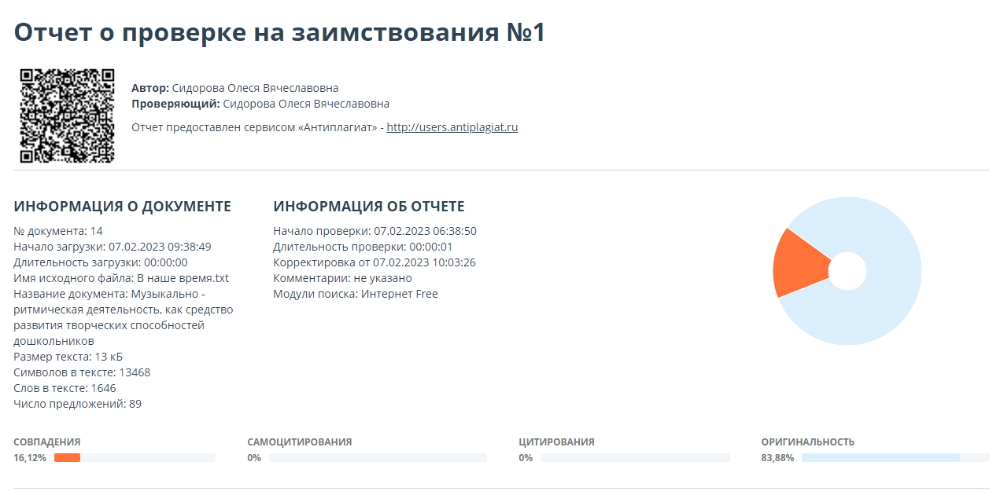 Отчет о проверке на заимствования №1
Автор: Сидорова Олеся Вячеславовна
Проверяющий: Сидорова Олеся Вячеславовна
Отчет предоставлен сервисом «Антиплагиат» - http://users.antiplagiat.ru
ИНФОРМАЦИЯ О ДОКУМЕНТЕ
№ документа: 14
Начало загрузки: 07.02.2023 09:38:49
Длительность загрузки: 00:00:00
Имя исходного файла: В наше время.txt
Название документа: Музыкально -
ритмическая деятельность, как средство
развития творческих способностей
дошкольников
Размер текста: 13 кБ
Символов в тексте: 13468
Слов в тексте: 1646
Число предложений: 89
ИНФОРМАЦИЯ ОБ ОТЧЕТЕ
Начало проверки: 07.02.2023 06:38:50
Длительность проверки: 00:00:01
Корректировка от 07.02.2023 10:03:26
Комментарии: не указано
Модули поиска: Интернет Free
СОВПАДЕНИЯ
16,12%
САМОЦИТИРОВАНИЯ
0%
ЦИТИРОВАНИЯ
0%
ОРИГИНАЛЬНОСТЬ
83,88%